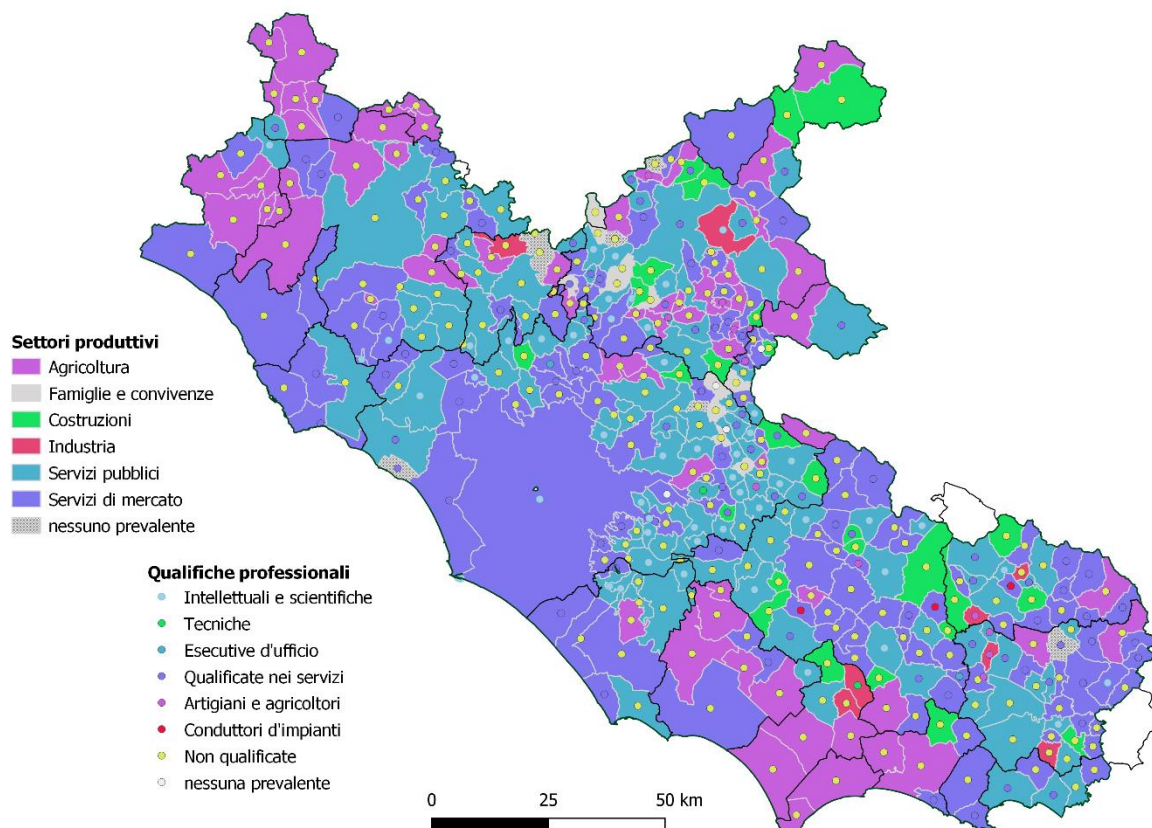 Settori produttivi
Agricoltura
Famiglie e convivenze
Costruzioni
Industria
Servizi pubblici
Servizi di mercato
nessuno prevalente
Qualifiche professionali
Intellettuali e scientifiche
Tecniche
Esecutive d'ufficio
Qualificate nei servizi
Artigiani e agricoltori
Conduttori d'impianti
Non qualificate
nessuna prevalente
0 25 50 km